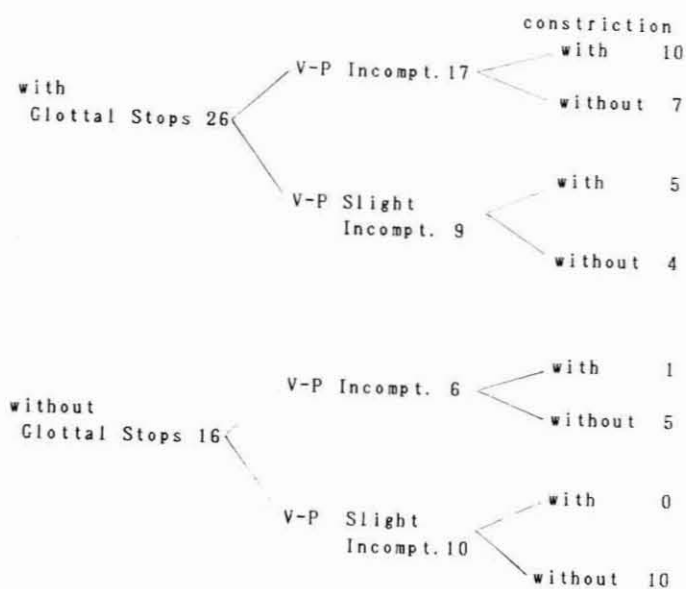 constriction
with 10
V-P Incompt. 17
with
without 7
Glottal Stops 26
with 5
V-P Slight
Incompt. 9
without 4
with 1
V-P Incompt. 6
without
without 5
Glottal Stops 16
with 0
V-P Slight
Incompt. 10
without 10